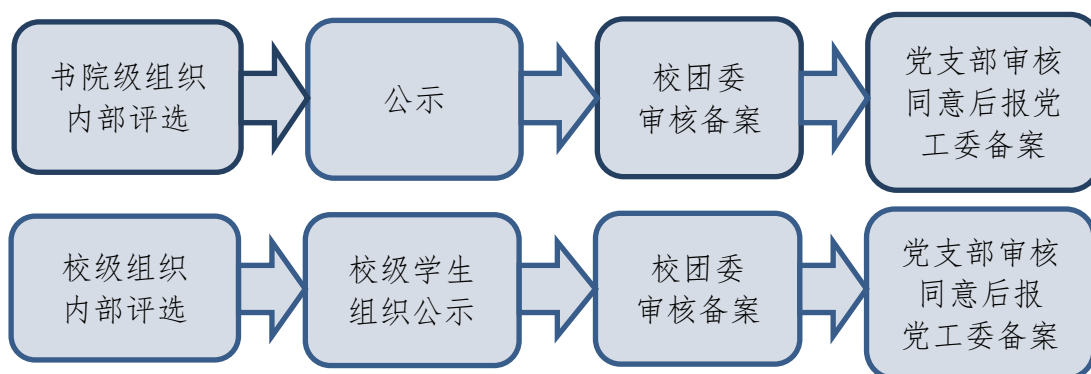 书院级组织
内部评选
公示
校团委
审核备案
党支部审核
同意后报党
工委备案
校级组织
内部评选
校级学生
组织公示
校团委
审核备案
党支部审核
同意后报
党工委备案